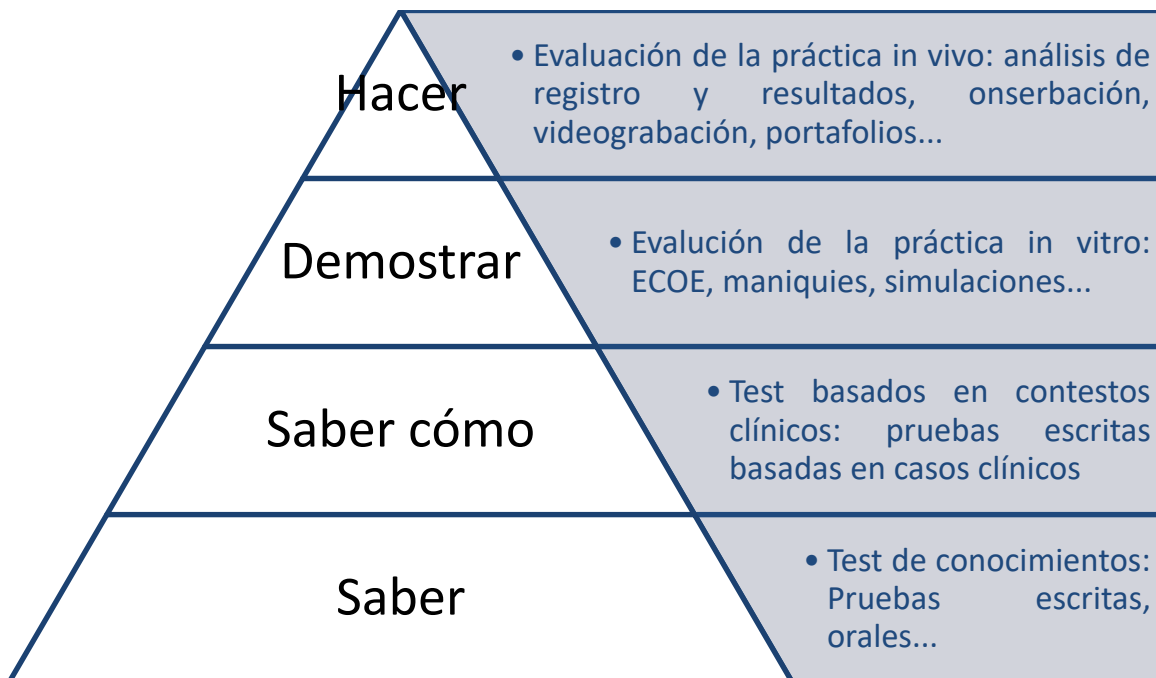 Hacer
• Evaluación de la práctica in vivo: análisis de
registro y resultados, onserbación,
videograbación, portafolios...
Demostrar
• Evalución de la práctica in vitro:
ECOE, maniquies, simulaciones...
Saber cómo
• Test basados en contestos
clínicos: pruebas escritas
basadas en casos clínicos
Saber
• Test de conocimientos:
Pruebas escritas,
orales...